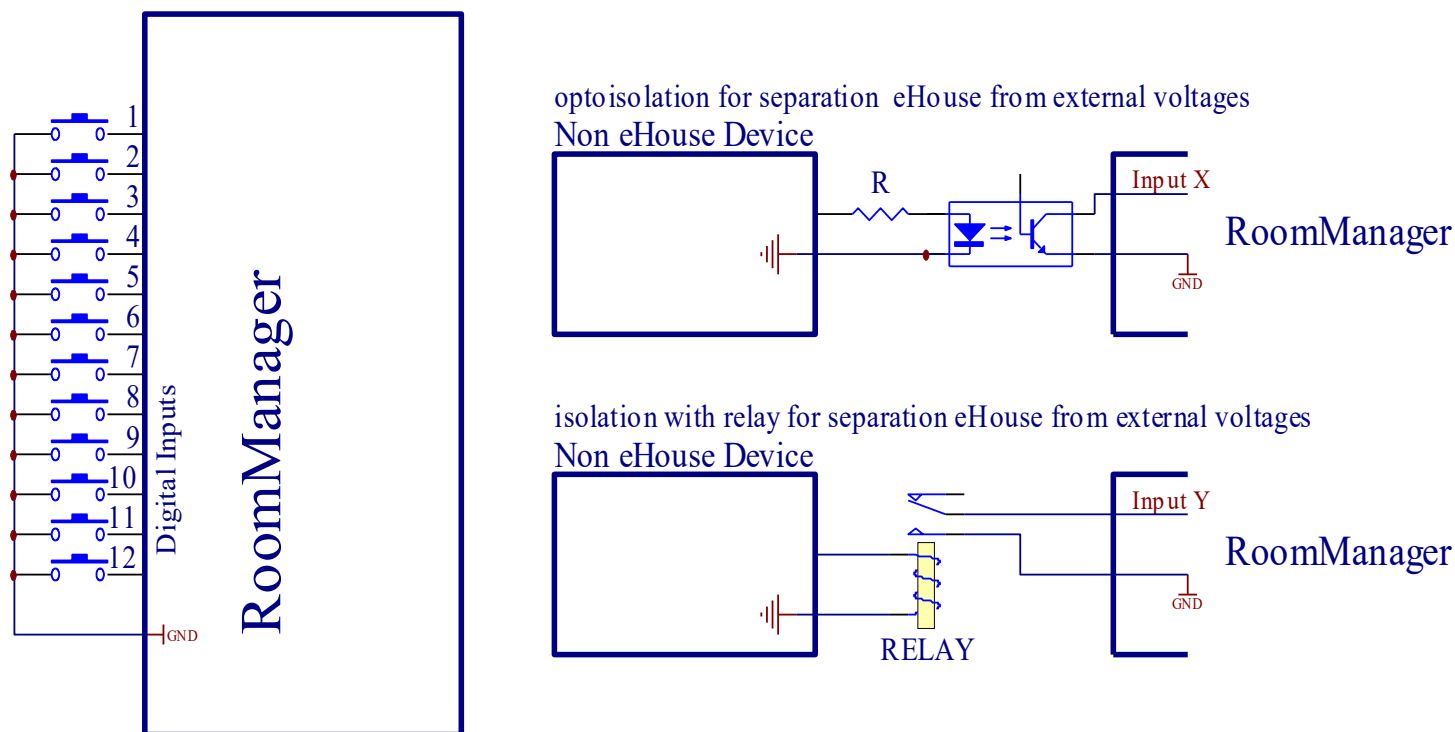 1
2
3
4
5
6
7
8
9
10
11
12
Digital Inputs
GND
RoomManager
optoisolation for separation eHouse from external voltages
Non eHouse Device
R
Input X
RoomManager
GND
isolation with relay for separation eHouse from external voltages
Non eHouse Device
Input Y
RoomManager
GND
RELAY